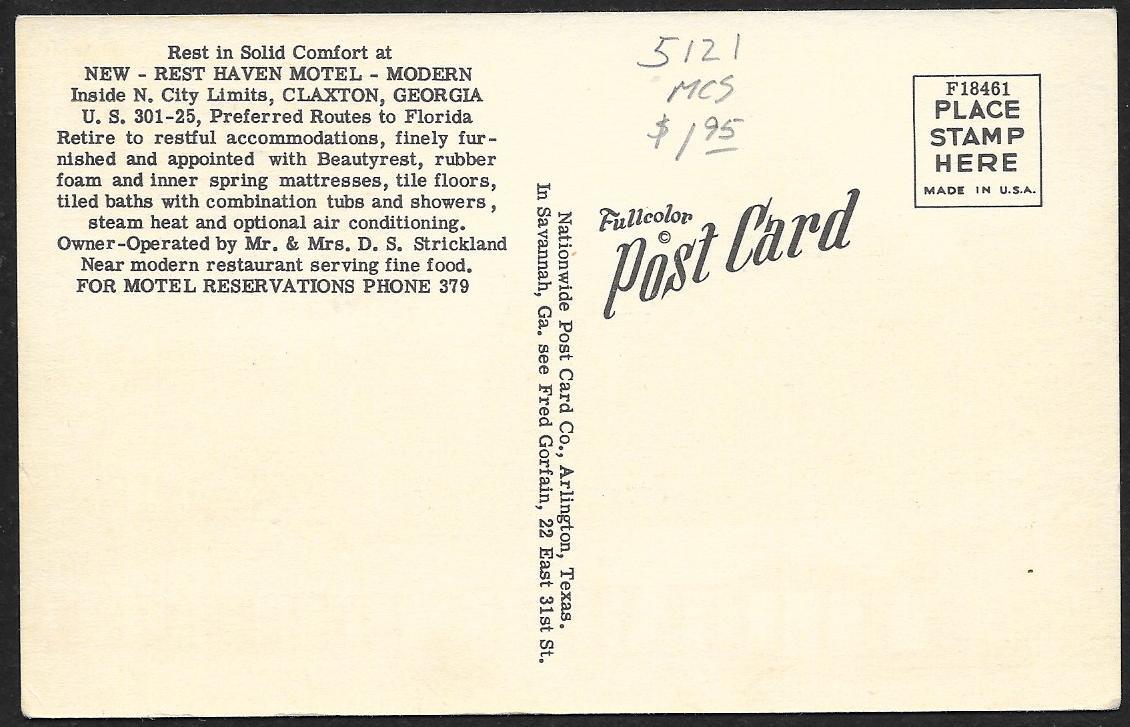 Rest in Solid Comfort at
NEW - REST HAVEN MOTEL - MODERN
Inside N. City Limits, CLAXTON, GEORGIA
U. S. 301-25, Preferred Routes to Florida
Retire to restful accommodations, finely fur-
nished and appointed with Beautyrest, rubber
foam and inner spring mattresses, tile floors,
tiled baths with combination tubs and showers,
steam heat and optional air conditioning.
Owner-Operated by Mr. & Mrs. D. S. Strickland
Near modern restaurant serving fine food.
FOR MOTEL RESERVATIONS PHONE 379
Nationwide Post Card Co., Arlington, Texas.
In Savannah, Ga. see Fred Gorfain, 22 East 31st St.
5121
MCS
$195
Fullcolor
©
Post Card
F18461
PLACE
STAMP
HERE
MADE IN U.S.A.